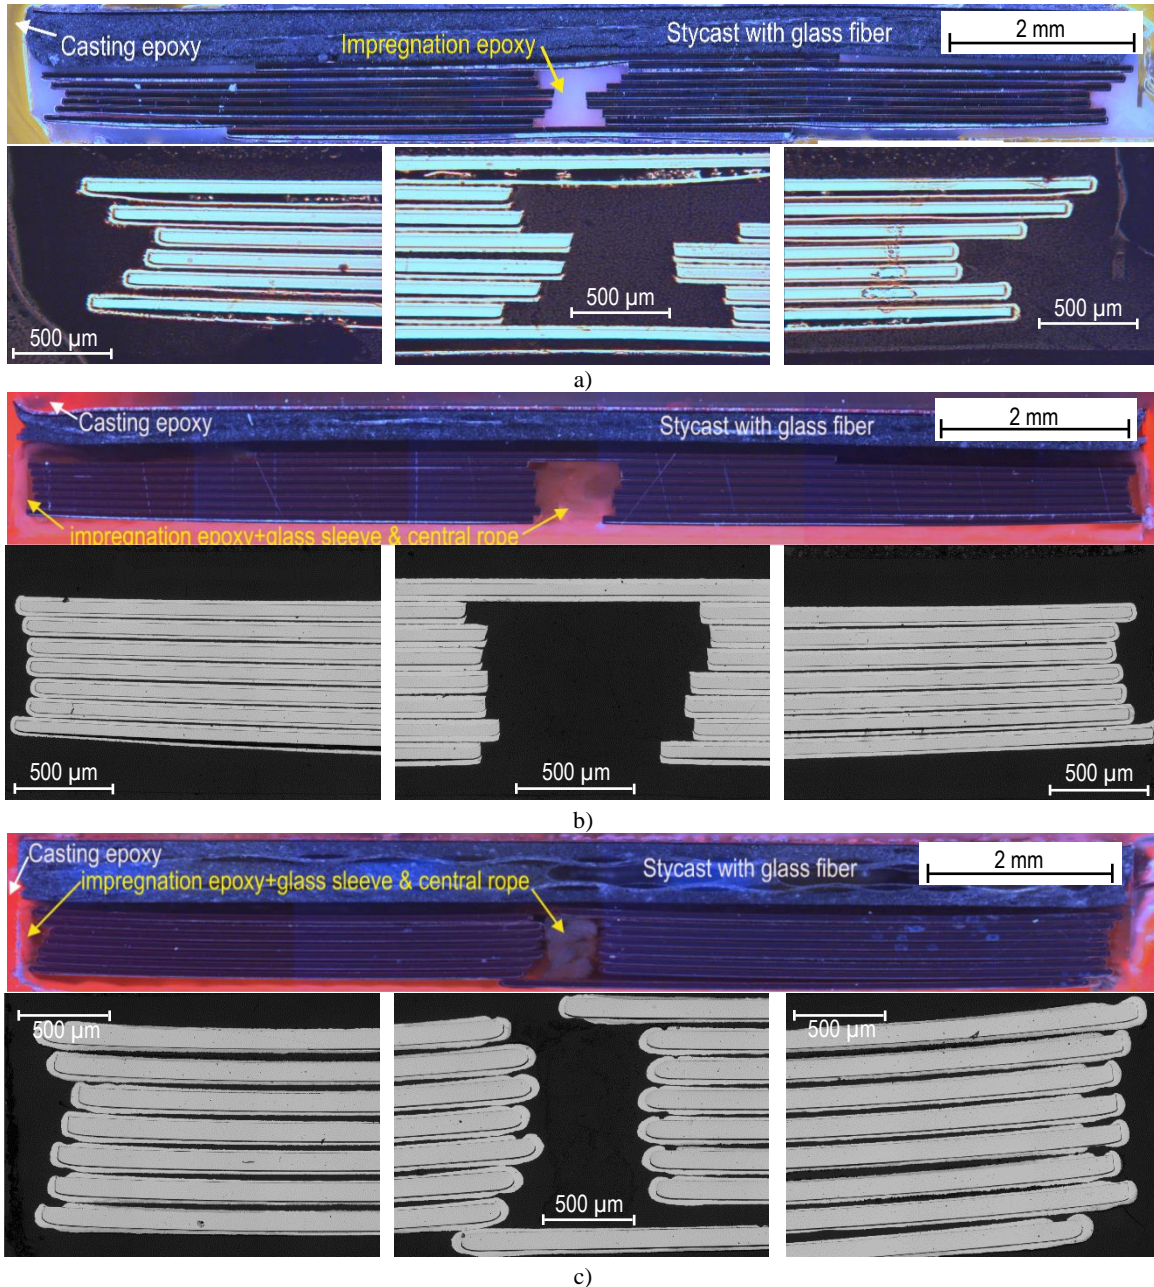 Casting epoxy
Impregnation epoxy
Stycast with glass fiber
2 mm
500 µm
500 µm
500 µm
a)
Casting epoxy
Stycast with glass fiber
2 mm
impregnation epoxy+glass sleeve & central rope
500 µm
500 µm
500 µm
b)
Casting epoxy
impregnation epoxy+glass sleeve & central rope
Stycast with glass fiber
2 mm
500 µm
500 µm
500 µm
c)